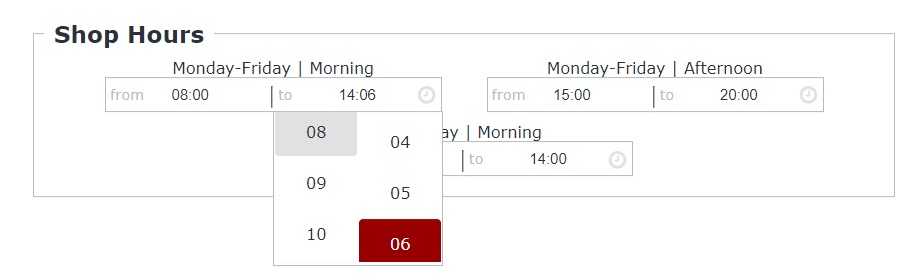 Shop Hours
Monday-Friday | Morning
Monday-Friday | Afternoon
from 08:00 to 14:06
from 15:00 to 20:00
08 04
ay | Morning
to 14:00
09 05
10 06